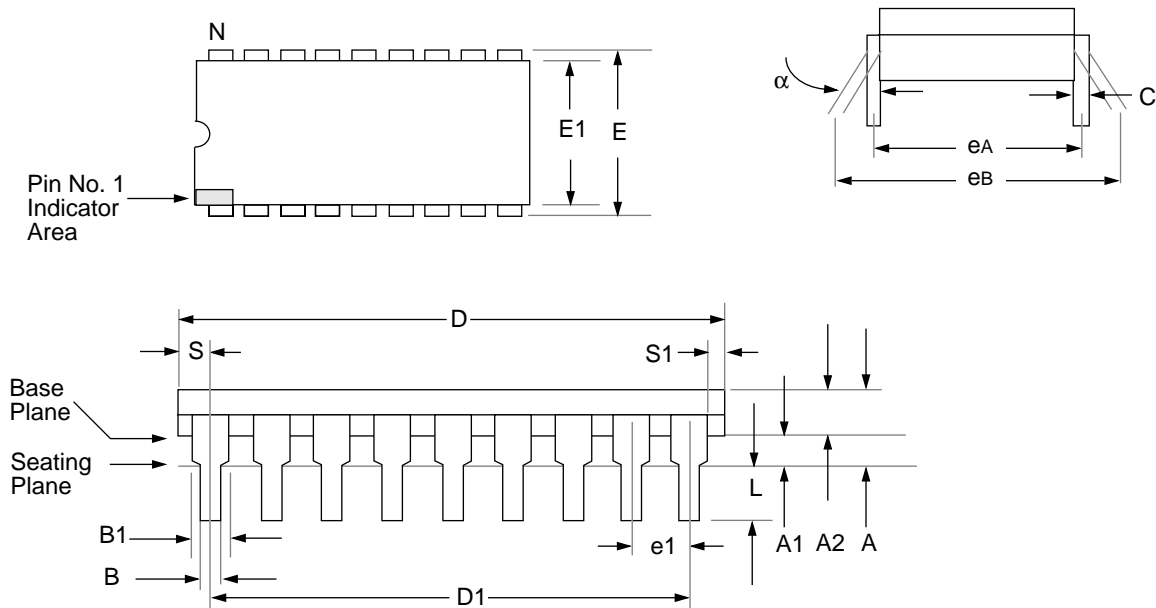 N
E1
E
Pin No. 1
Indicator
Area
α
C
eA
eB
D
S
S1
Base
Plane
Seating
Plane
L
B1
B
e1
A1
A2
A
D1